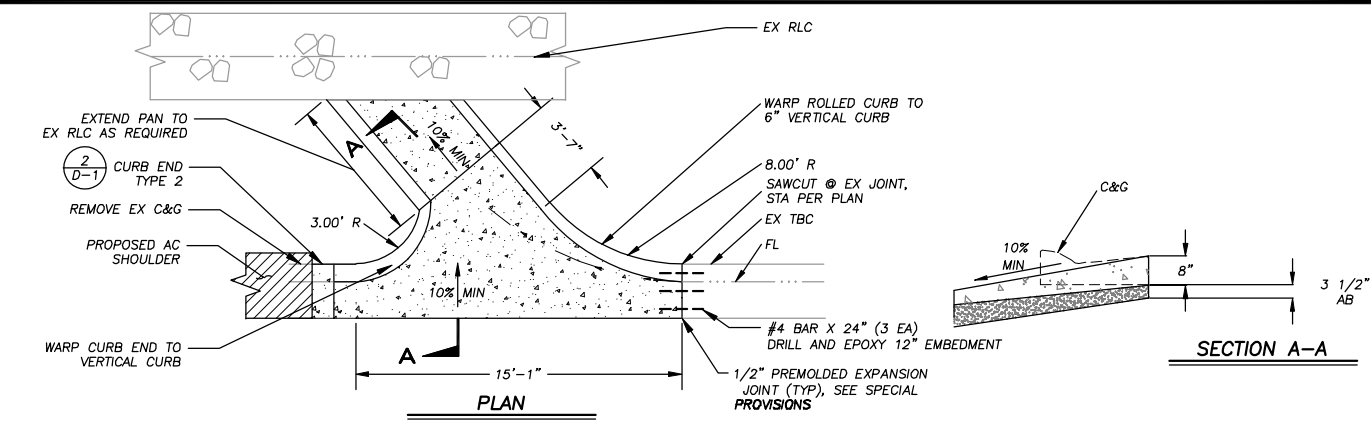 EX RLC
EXTEND PAN TO
EX RLC AS REQUIRED
2
D-1
CURB END
TYPE 2
REMOVE EX C&G
PROPOSED AC
SHOULDER
WARP CURB END TO
VERTICAL CURB
3.00' R
A
10% MIN.
3'-7"
WARP ROLLED CURB TO
6" VERTICAL CURB
8.00' R
SAWCUT @ EX JOINT,
STA PER PLAN
EX TBC
FL
10% MIN
A
15'-1"
#4 BAR X 24" (3 EA)
DRILL AND EPOXY 12" EMBEDMENT
1/2" PREMOLDED EXPANSION
JOINT (TYP), SEE SPECIAL
PROVISIONS
PLAN
C&G
10%
MIN
8"
3 1/2"
AB
SECTION A-A